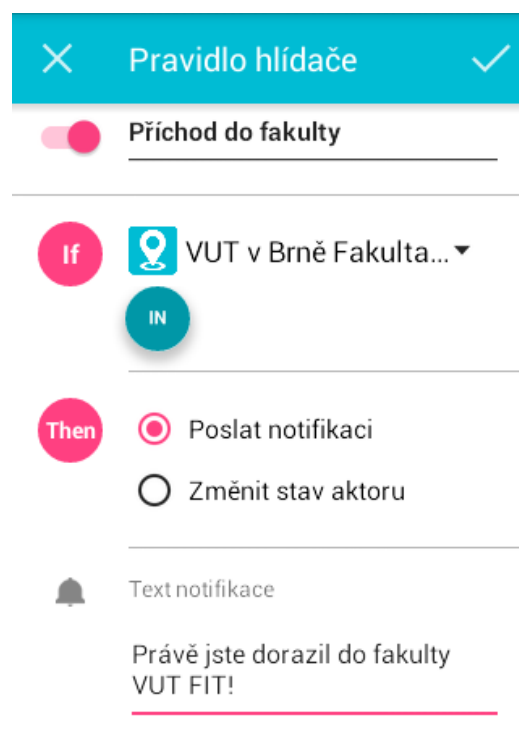 Pravidlo hlídače
Příchod do fakulty
If
VUT v Brně Fakulta...
IN
Then
Poslat notifikaci
Změnit stav aktoru
Text notifikace
Právě jste dorazil do fakulty
VUT FIT!